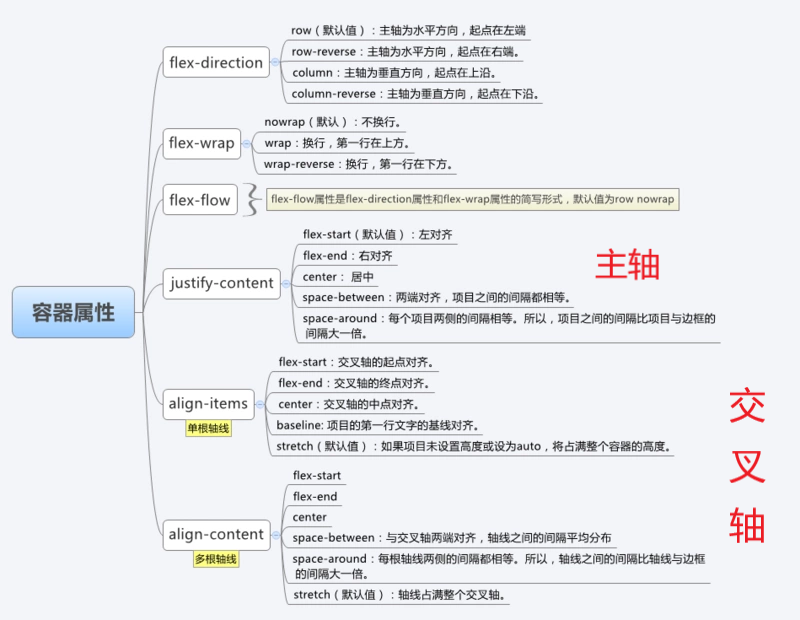 容器属性
flex-direction
row（默认值）：主轴为水平方向，起点在左端
row-reverse：主轴为水平方向，起点在右端。
column：主轴为垂直方向，起点在上沿。
column-reverse：主轴为垂直方向，起点在下沿。
flex-wrap
nowrap（默认）：不换行。
wrap：换行，第一行在上方。
wrap-reverse：换行，第一行在下方。
flex-flow
flex-flow属性是flex-direction属性和flex-wrap属性的简写形式，默认值为row nowrap
justify-content
flex-start（默认值）：左对齐
flex-end：右对齐
center： 居中
space-between：两端对齐，项目之间的间隔都相等。
space-around：每个项目两侧的间隔相等。所以，项目之间的间隔比项目与边框的
间隔大一倍。
主轴
align-items
单根轴线
flex-start：交叉轴的起点对齐。
flex-end：交叉轴的终点对齐。
center：交叉轴的中点对齐。
baseline: 项目的第一行文字的基线对齐。
stretch（默认值）：如果项目未设置高度或设为auto，将占满整个容器的高度。
align-content
多根轴线
flex-start
flex-end
center
space-between：与交叉轴两端对齐，轴线之间的间隔平均分布
space-around：每根轴线两侧的间隔都相等。所以，轴线之间的间隔比轴线与边框
的间隔大一倍。
stretch（默认值）：轴线占满整个交叉轴。
交
叉
轴